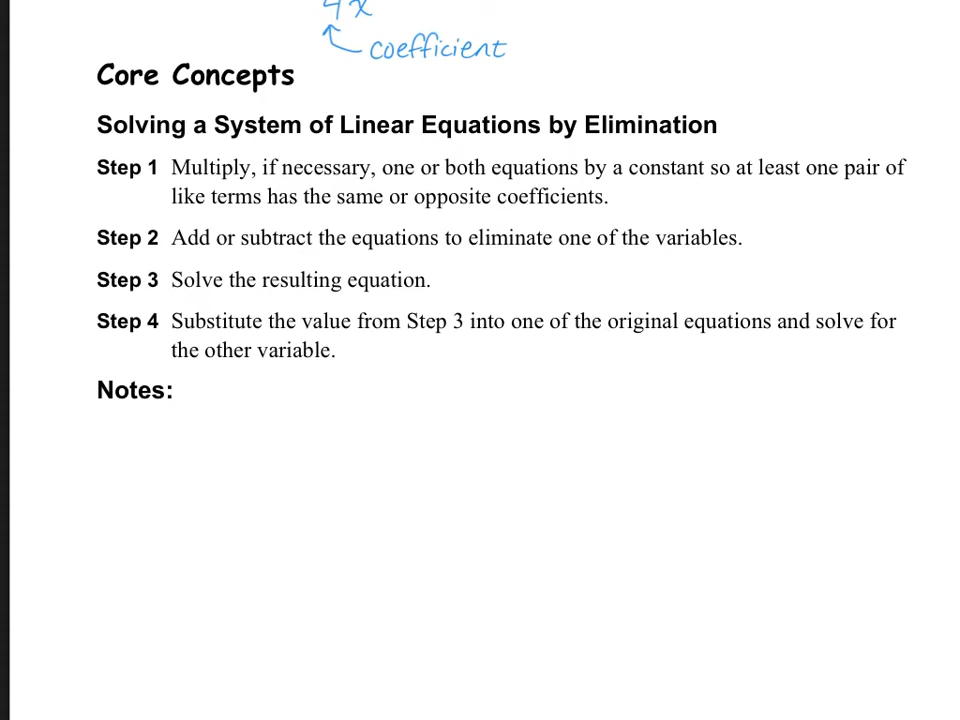 4x
coefficient
Core Concepts
Solving a System of Linear Equations by Elimination
Step 1 Multiply, if necessary, one or both equations by a constant so at least one pair of
like terms has the same or opposite coefficients.
Step 2 Add or subtract the equations to eliminate one of the variables.
Step 3 Solve the resulting equation.
Step 4 Substitute the value from Step 3 into one of the original equations and solve for
the other variable.
Notes: